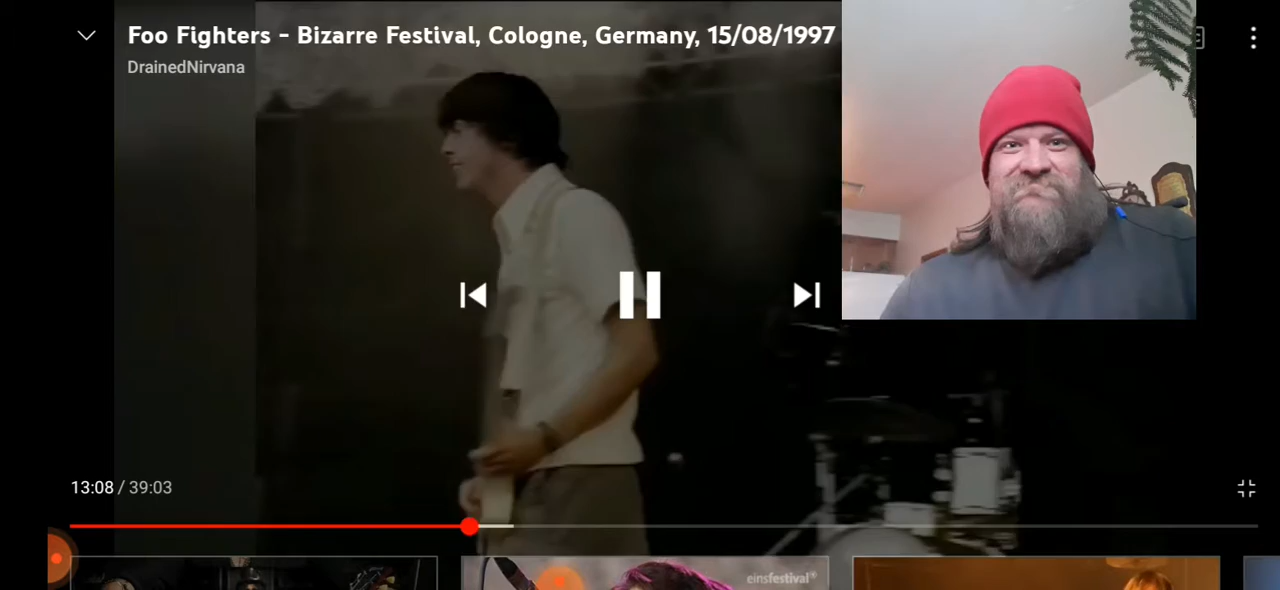 Foo Fighters - Bizarre Festival, Cologne, Germany, 15/08/1997
DrainedNirvana
13:08 / 39:03
einsfestival